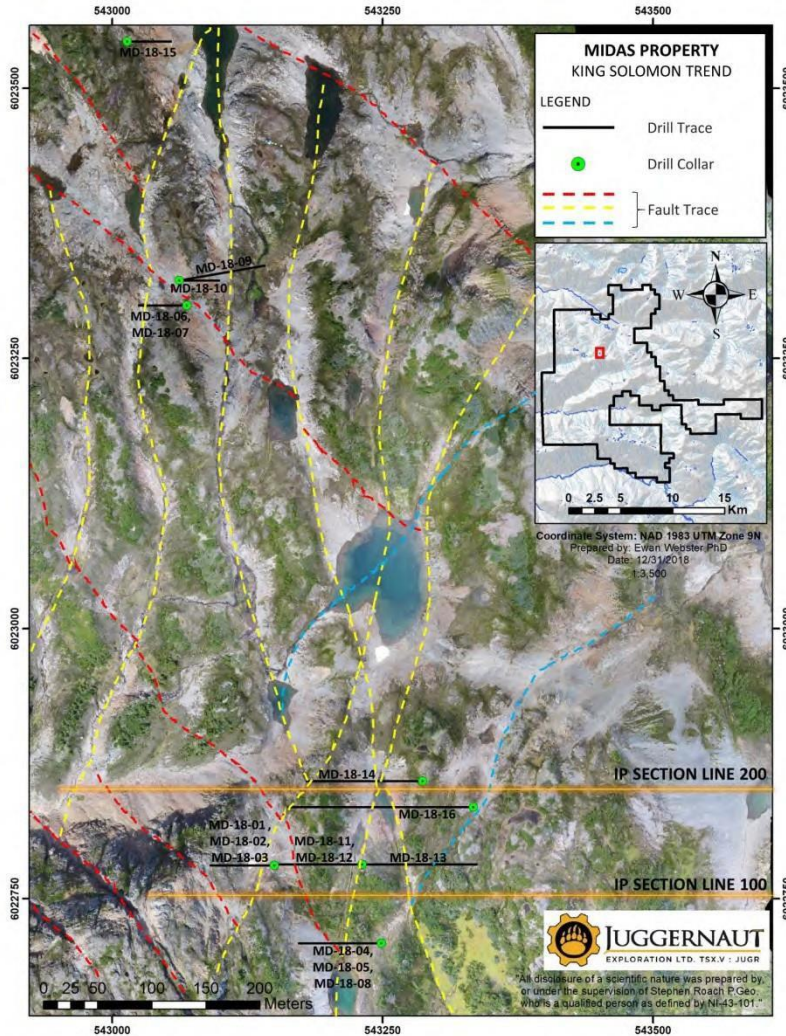 543000
543250
543500
6023500
6023500
6023250
6023250
6023000
6023000
6022750
6022750
MIDAS PROPERTY
KING SOLOMON TREND
LEGEND
Drill Trace
Drill Collar
Fault Trace
N
W
E
S
0 2.5 5 10 15
Km
Coordinate System: NAD 1983 UTM Zone 9N
Prepared by: Ewan Webster PhD
Date: 12/31/2018
1:3,500
MD-18-15
MD-18-09
MD-18-10
MD-18-06,
MD-18-07
MD-18-14
IP SECTION LINE 200
MD-18-16
MD-18-01,
MD-18-02,
MD-18-03
MD-18-11,
MD-18-12
MD-18-13
IP SECTION LINE 100
MD-18-04,
MD-18-05,
MD-18-08
0 25 50 100 150 200
Meters
JUGGERNAUT
EXPLORATION LTD. TSX.V : JUGR
"All disclosure of a scientific nature was prepared by,
or under the supervision of Stephen Roach P.Geo,
who is a qualified person as defined by NI-43-101."
543000
543250
543500